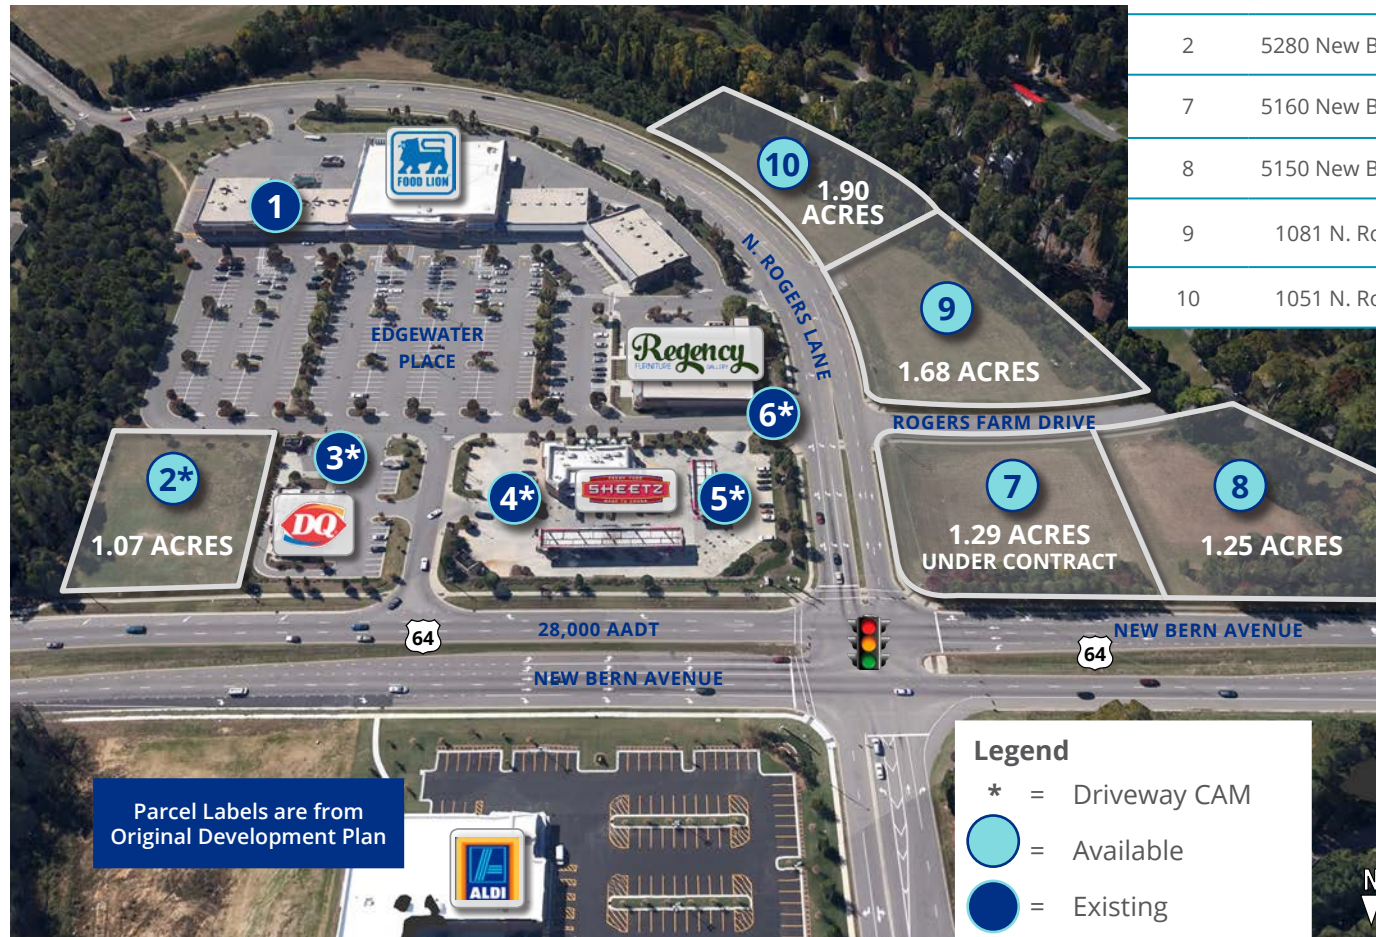 2 5280 New B
7 5160 New B
8 5150 New B
9 1081 N. Ro
10 1051 N. Ro
FOOD LION
1
10
1.90
ACRES
N. ROGERS LANE
9
1.68 ACRES
EDGEWATER
PLACE
Regency
FURNITURE GALLERY
6*
ROGERS FARM DRIVE
2*
1.07 ACRES
3*
DQ
4*
SHEETZ
5*
7
1.29 ACRES
UNDER CONTRACT
8
1.25 ACRES
64
28,000 AADT
NEW BERN AVENUE
64
NEW BERN AVENUE
Parcel Labels are from
Original Development Plan
ALDI
Legend
* = Driveway CAM
= Available
= Existing
N